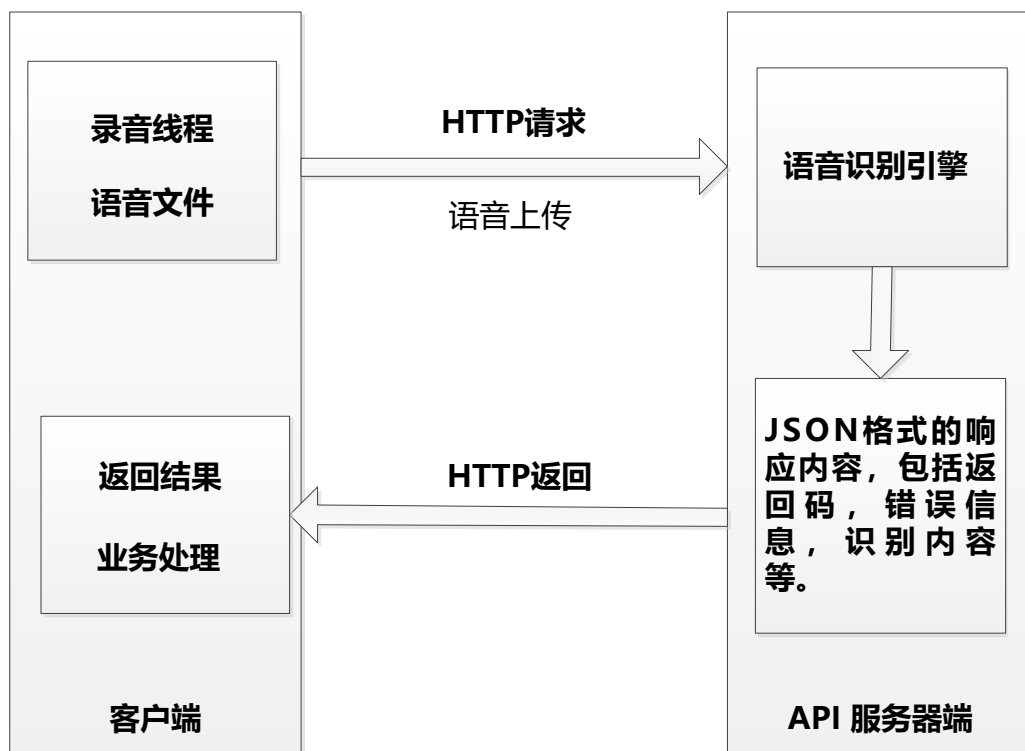 录音线程
语音文件
HTTP请求
语音上传
语音识别引擎
JSON格式的响
应内容，包括返
回码，错误信
息，识别内容
等。
HTTP返回
返回结果
业务处理
客户端
API 服务器端